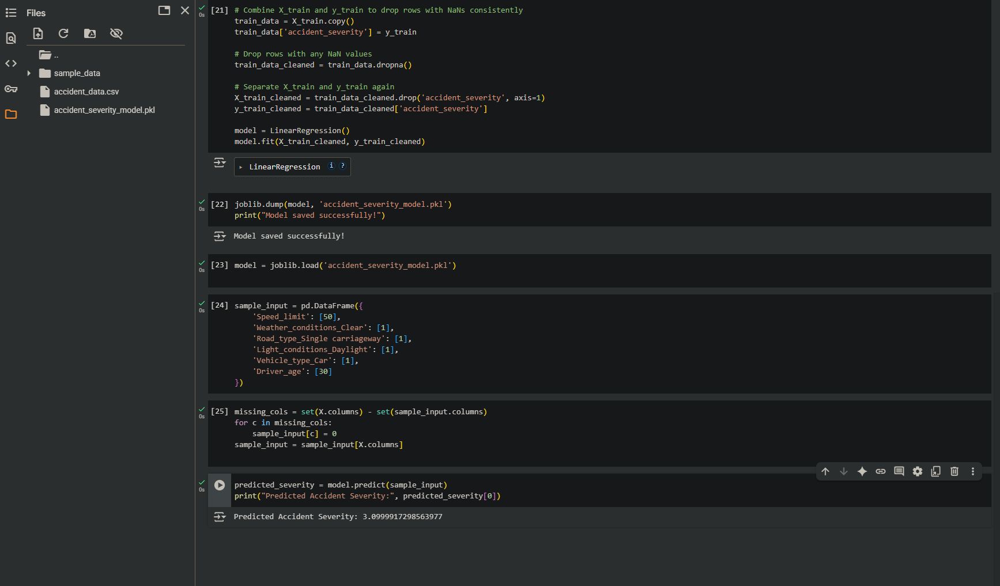 Files
..
sample_data
accident_data.csv
accident_severity_model.pkl
0s
[21]
# Combine X_train and y_train to drop rows with NaNs consistently
train_data = X_train.copy()
train_data['accident_severity'] = y_train
# Drop rows with any NaN values
train_data_cleaned = train_data.dropna()
# Separate X_train and y_train again
X_train_cleaned = train_data_cleaned.drop('accident_severity', axis=1)
y_train_cleaned = train_data_cleaned['accident_severity']
model = LinearRegression()
model.fit(X_train_cleaned, y_train_cleaned)
LinearRegression i ?
0s
[22]
joblib.dump(model, 'accident_severity_model.pkl')
print("Model saved successfully!")
Model saved successfully!
0s
[23]
model = joblib.load('accident_severity_model.pkl')
0s
[24]
sample_input = pd.DataFrame({
    'Speed_limit': [50],
    'Weather_conditions_Clear': [1],
    'Road_type_Single carriageway': [1],
    'Light_conditions_Daylight': [1],
    'Vehicle_type_Car': [1],
    'Driver_age': [30]
})
0s
[25]
missing_cols = set(X.columns) - set(sample_input.columns)
for c in missing_cols:
    sample_input[c] = 0
sample_input = sample_input[X.columns]
0s
predicted_severity = model.predict(sample_input)
print("Predicted Accident Severity:", predicted_severity[0])
Predicted Accident Severity: 3.0999917298563977